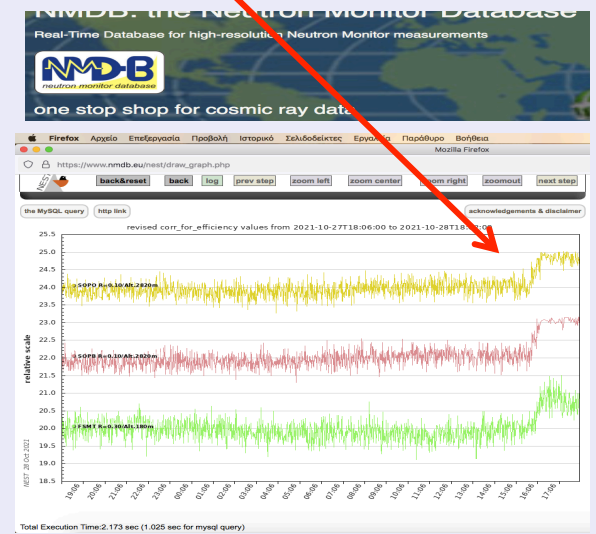 NMDB: the Neutron Monitor Database
Real-Time Database for high-resolution Neutron Monitor measurements
NMDB
neutron monitor database
one stop shop for cosmic ray data
Firefox Αρχείο Επεξεργασία Προβολή Ιστορικό Σελιδοδείκτες Εργαλεία Παράθυρο Βοήθεια
Mozilla Firefox
https://www.nmdb.eu/nest/draw_graph.php
NEST back&reset back log prev step zoom left zoom center zoom right zoomout next step
the MySQL query http link acknowledgements & disclaimer
revised corr_for_efficiency values from 2021-10-27T18:06:00 to
25.5
25.0
24.5
SOPO R=0.10/Alt.2820m
24.0
23.5
23.0
22.5
SOPB R=0.10/Alt.2820m
22.0
21.5
21.0
20.5
FSMT R=0.30/Alt.180m
20.0
19.5
19.0
18.5
relative scale
NEST 28 Oct 2021
19:06 20:06 21:06 22:06 23:06 00:06 01:06 02:06 03:06 04:06 05:06 06:06 07:06 08:06 09:06 10:06 11:06 12:06 13:06 14:06 15:06 16:06 17:06
Total Execution Time:2.173 sec (1.025 sec for mysql query)